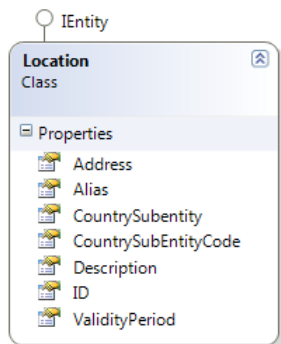 IEntity
Location
Class
Properties
Address
Alias
CountrySubentity
CountrySubEntityCode
Description
ID
ValidityPeriod